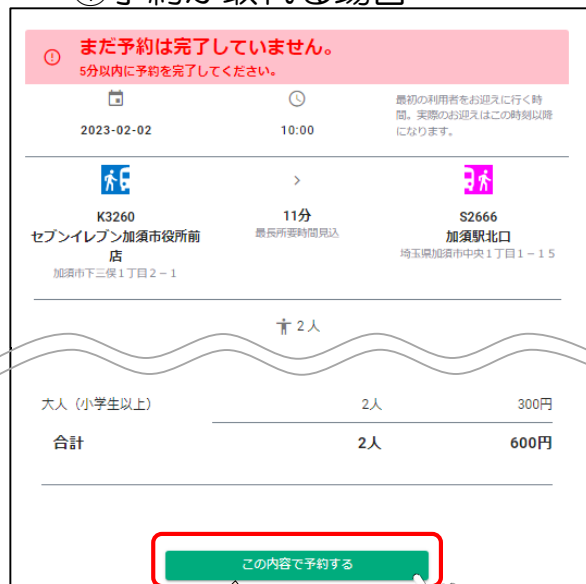 まだ予約は完了していません。
5分以内に予約を完了してください。
2023-02-02
10:00
最初の利用者をお迎えに行く時
間。実際のお迎えはこの時刻以降
になります。
K3260
セブンイレブン加須市役所前
店
加須市下三俣1丁目2-1
11分
最長所要時間見込
S2666
加須駅北口
埼玉県加須市中央1丁目1-15
2人
大人（小学生以上） 2人 300円
合計 2人 600円
この内容で予約する